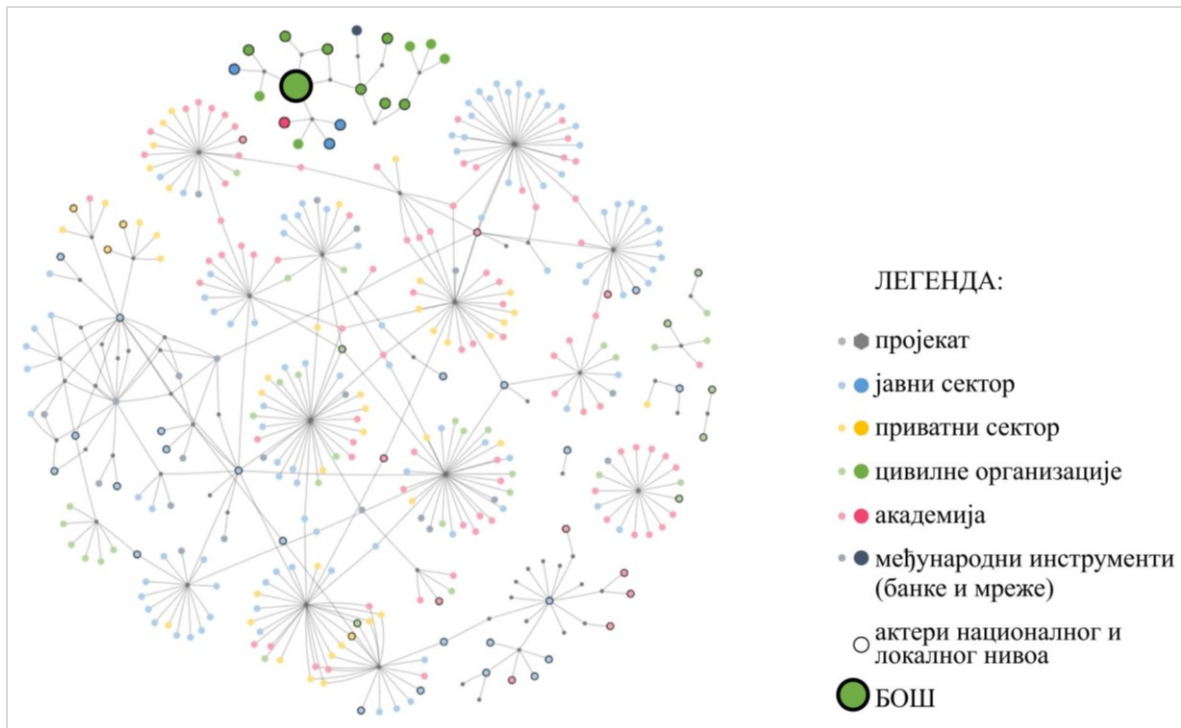 ЛЕГЕНДА:
пројекат
јавни сектор
приватни сектор
цивилне организације
академија
међународни инструменти
(банке и мреже)
актери националног и
локалног нивоа
БОШ